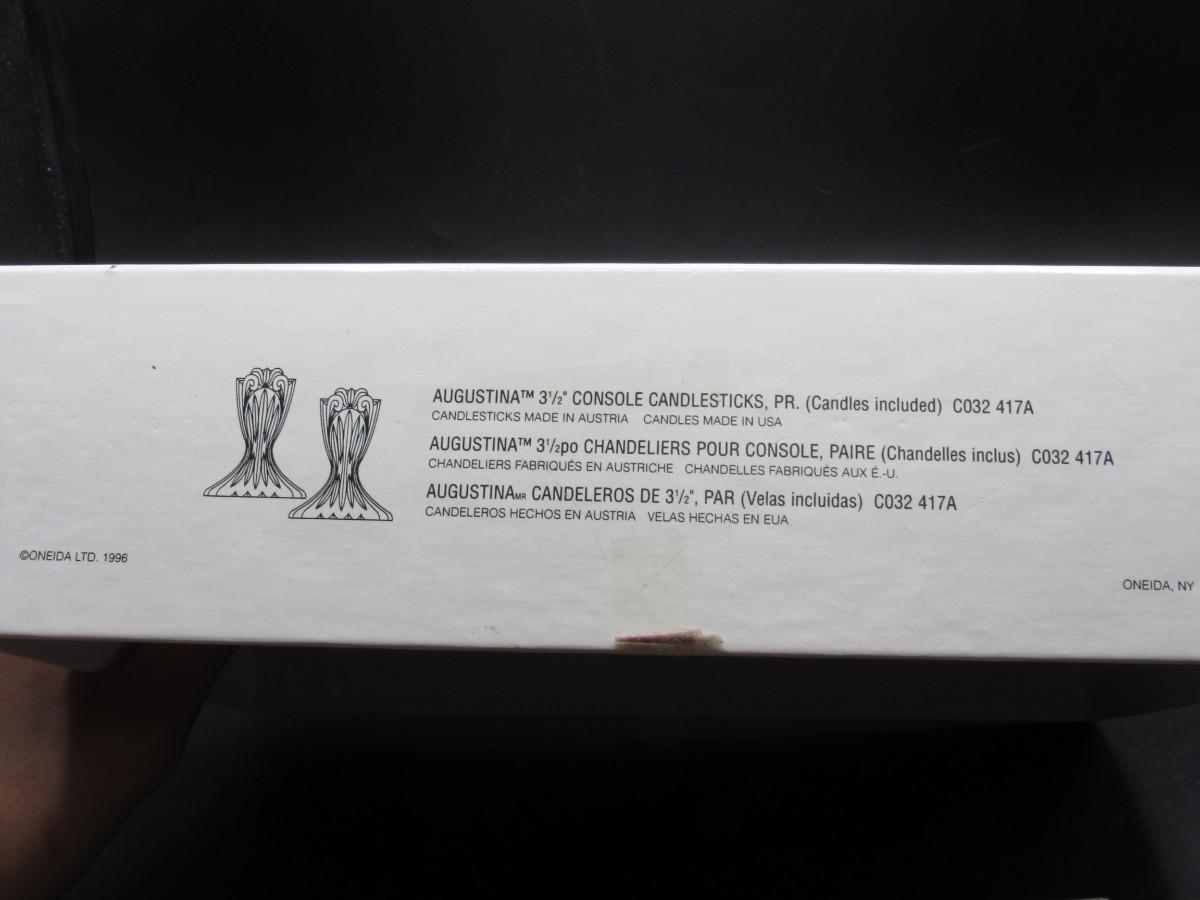 AUGUSTINA™ 3½" CONSOLE CANDLESTICKS, PR. (Candles included) C032 417A
CANDLESTICKS MADE IN AUSTRIA CANDLES MADE IN USA
AUGUSTINA™ 3½po CHANDELIERS POUR CONSOLE, PAIRE (Chandelles inclus) C032 417A
CHANDELIERS FABRIQUÉS EN AUSTRICHE CHANDELLES FABRIQUÉS AUX É.-U.
AUGUSTINAMR CANDELEROS DE 3½", PAR (Velas incluidas) C032 417A
CANDELEROS HECHOS EN AUSTRIA VELAS HECHAS EN EUA
©ONEIDA LTD. 1996
ONEIDA, NY